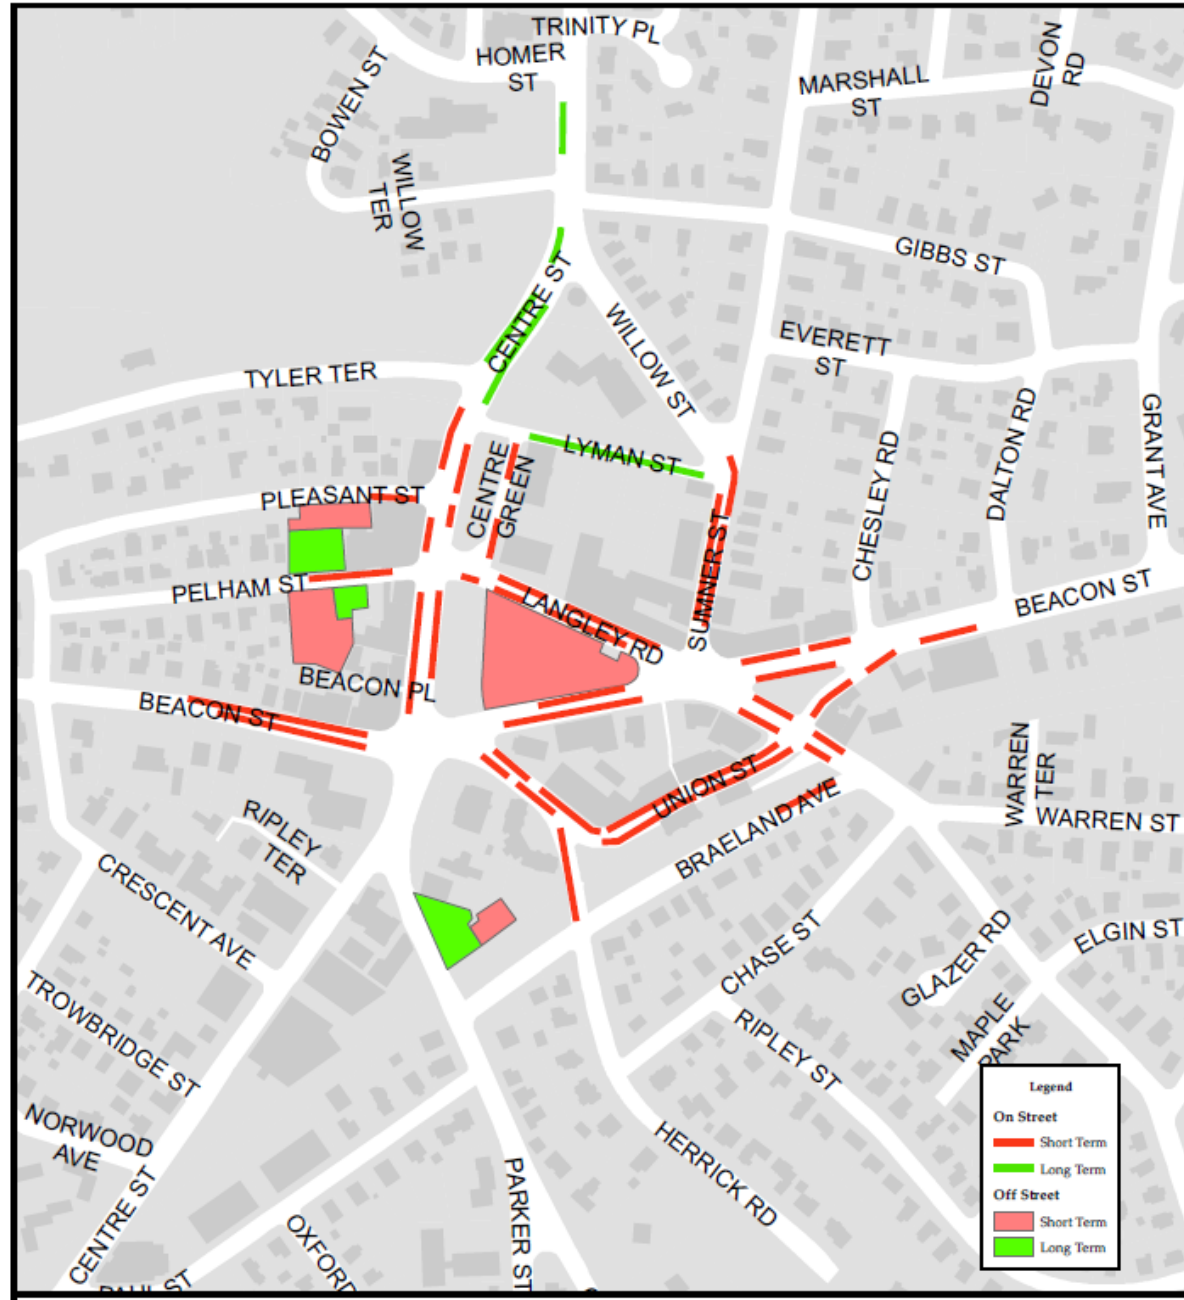 TRINITY PL
HOMER
ST
BOWEN ST
WILLOW
TER
MARSHALL
ST
DEVON
RD
GIBBS ST
CENTRE ST
WILLOW ST
EVERETT
ST
TYLER TER
LYMAN ST
CENTRE
GREEN
PLEASANT ST
PELHAM ST
LANGLEY RD
SUMNER ST
CHESLEY RD
DALTON RD
GRANT AVE
BEACON ST
BEACON PL
BEACON ST
UNION ST
BRAELAND AVE
WARREN
TER
WARREN ST
RIPLEY
TER
CRESCENT AVE
CHASE ST
GLAZER RD
ELGIN ST
MAPLE
PARK
TROWBRIDGE ST
RIPLEY ST
NORWOOD
AVE
CENTRE ST
HERRICK RD
PARKER ST
OXFORD
Legend
On Street
Short Term
Long Term
Off Street
Short Term
Long Term